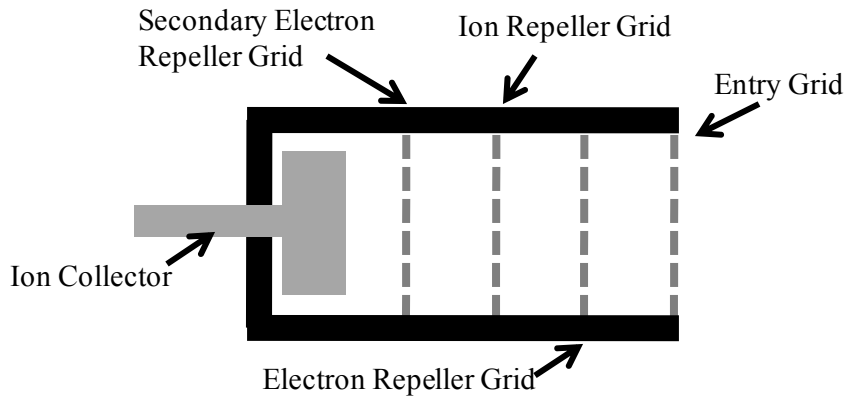 Secondary Electron
Repeller Grid
Ion Repeller Grid
Entry Grid
Ion Collector
Electron Repeller Grid